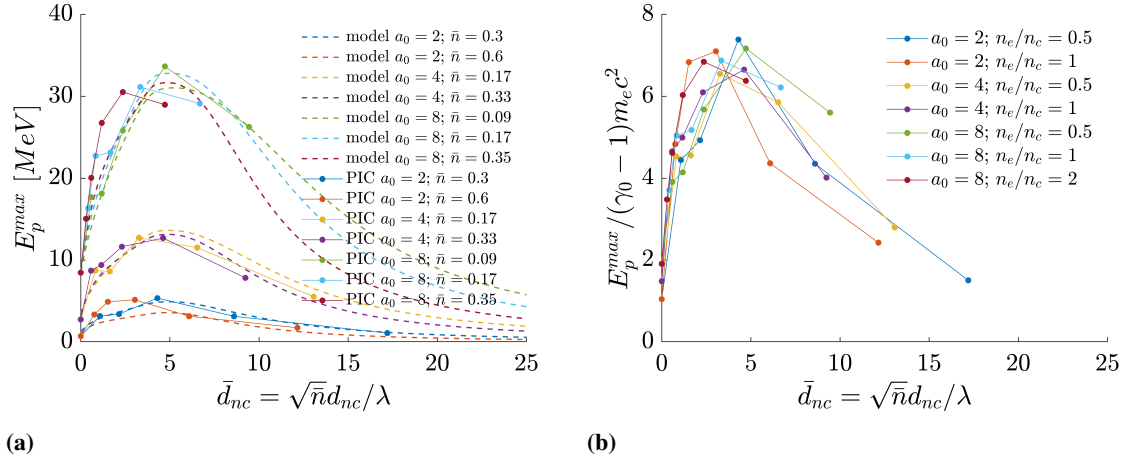 40
30
20
10
0
0 5 10 15 20 25
E_p^{max} [MeV]
d̄_{nc} = √n̄ d_{nc}/λ
model a_0 = 2; n̄ = 0.3
model a_0 = 2; n̄ = 0.6
model a_0 = 4; n̄ = 0.17
model a_0 = 4; n̄ = 0.33
model a_0 = 8; n̄ = 0.09
model a_0 = 8; n̄ = 0.17
model a_0 = 8; n̄ = 0.35
PIC a_0 = 2; n̄ = 0.3
PIC a_0 = 2; n̄ = 0.6
PIC a_0 = 4; n̄ = 0.17
PIC a_0 = 4; n̄ = 0.33
PIC a_0 = 8; n̄ = 0.09
PIC a_0 = 8; n̄ = 0.17
PIC a_0 = 8; n̄ = 0.35
(a)
8
6
4
2
0
0 5 10 15 20 25
E_p^{max}/(γ_0 − 1)m_e c^2
d̄_{nc} = √n̄ d_{nc}/λ
a_0 = 2; n_e/n_c = 0.5
a_0 = 2; n_e/n_c = 1
a_0 = 4; n_e/n_c = 0.5
a_0 = 4; n_e/n_c = 1
a_0 = 8; n_e/n_c = 0.5
a_0 = 8; n_e/n_c = 1
a_0 = 8; n_e/n_c = 2
(b)